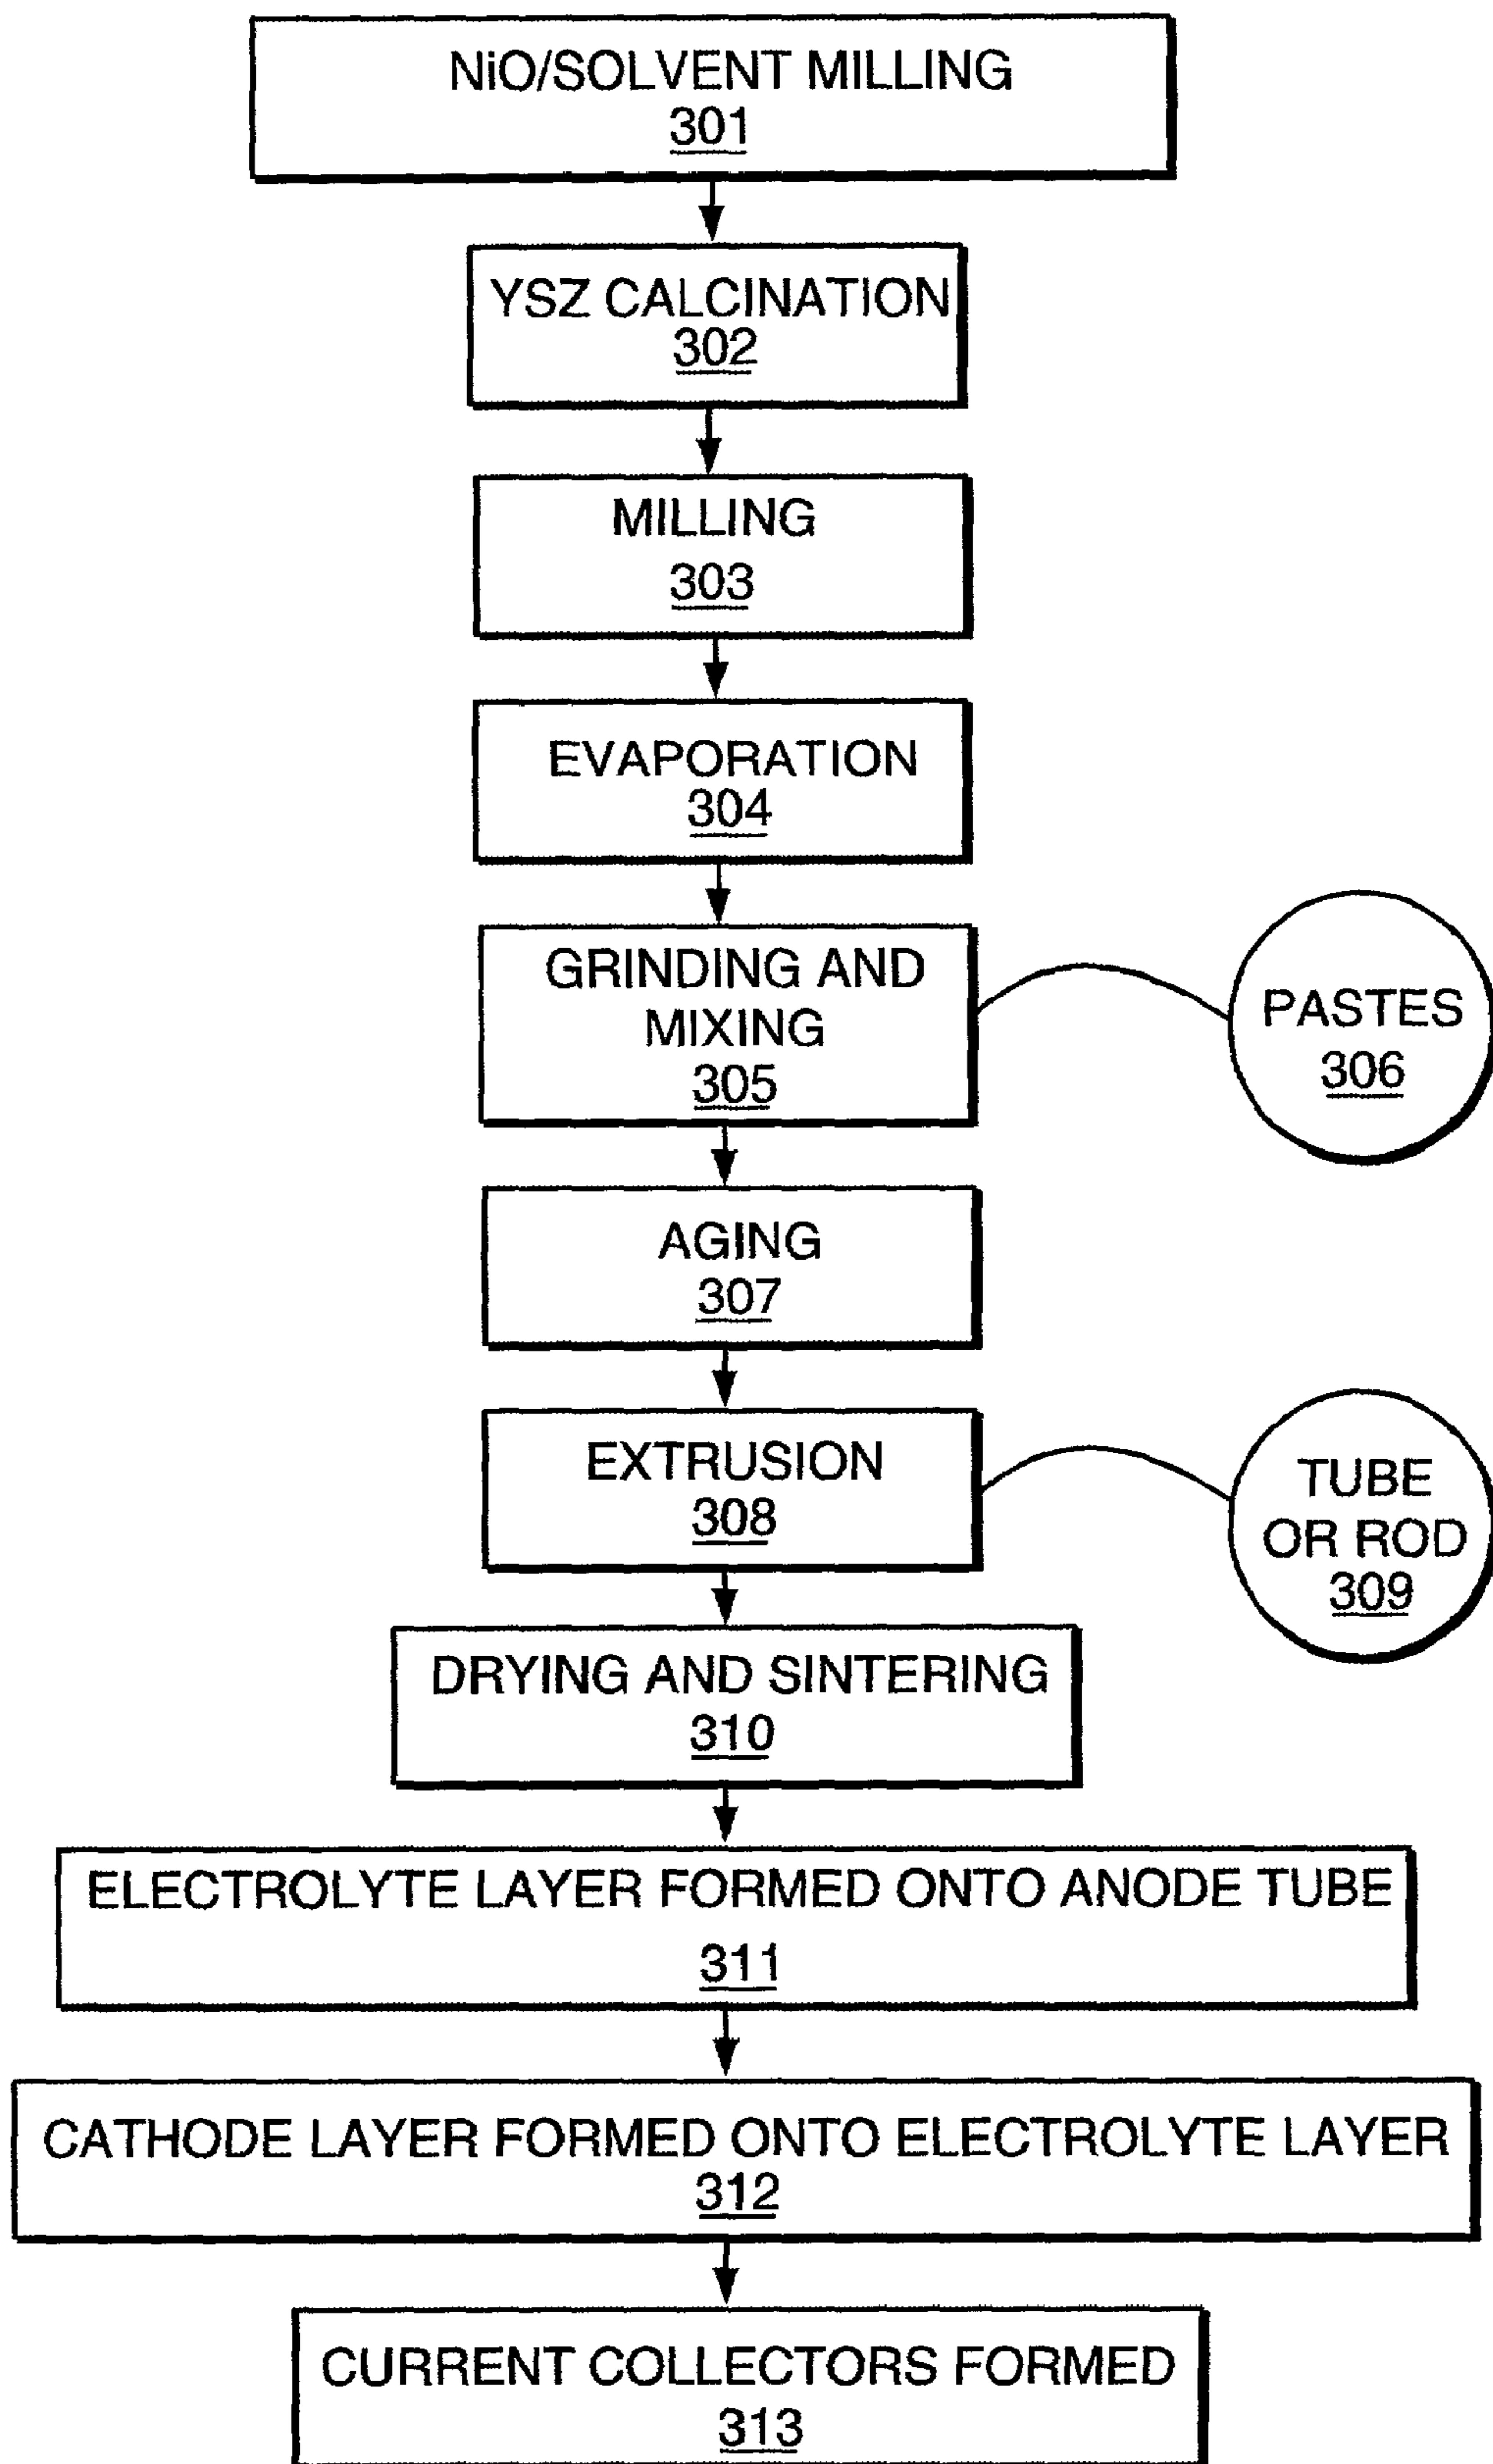 NiO/SOLVENT MILLING
301
YSZ CALCINATION
302
MILLING
303
EVAPORATION
304
GRINDING AND
MIXING
305
PASTES
306
AGING
307
EXTRUSION
308
TUBE
OR ROD
309
DRYING AND SINTERING
310
ELECTROLYTE LAYER FORMED ONTO ANODE TUBE
311
CATHODE LAYER FORMED ONTO ELECTROLYTE LAYER
312
CURRENT COLLECTORS FORMED
313